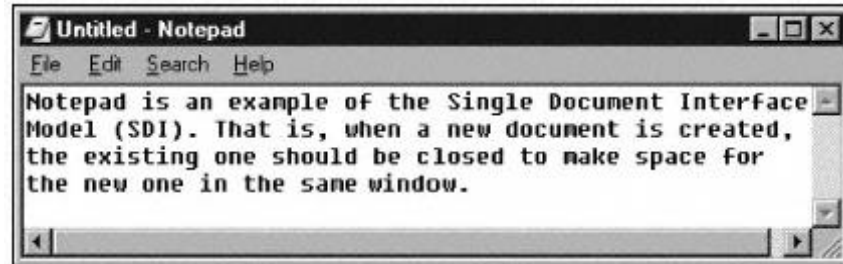 Untitled - Notepad
File Edit Search Help
Notepad is an example of the Single Document Interface
Model (SDI). That is, when a new document is created,
the existing one should be closed to make space for
the new one in the same window.